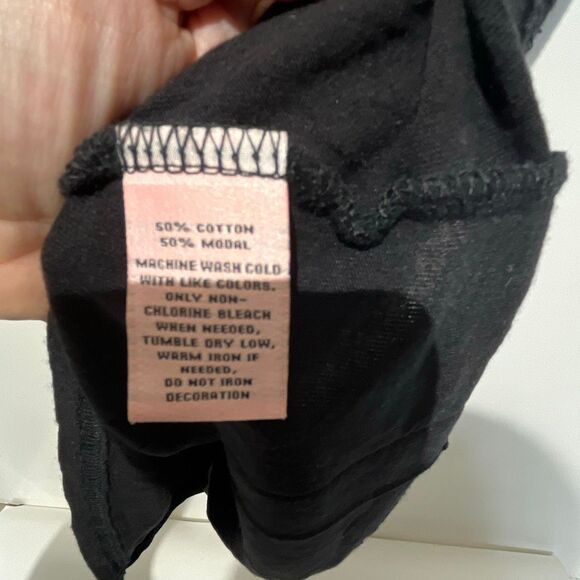 50% COTTON
50% MODAL
MACHINE WASH COLD
WITH LIKE COLORS.
ONLY NON-
CHLORINE BLEACH
WHEN NEEDED,
TUMBLE DRY LOW,
WARM IRON IF
NEEDED,
DO NOT IRON
DECORATION